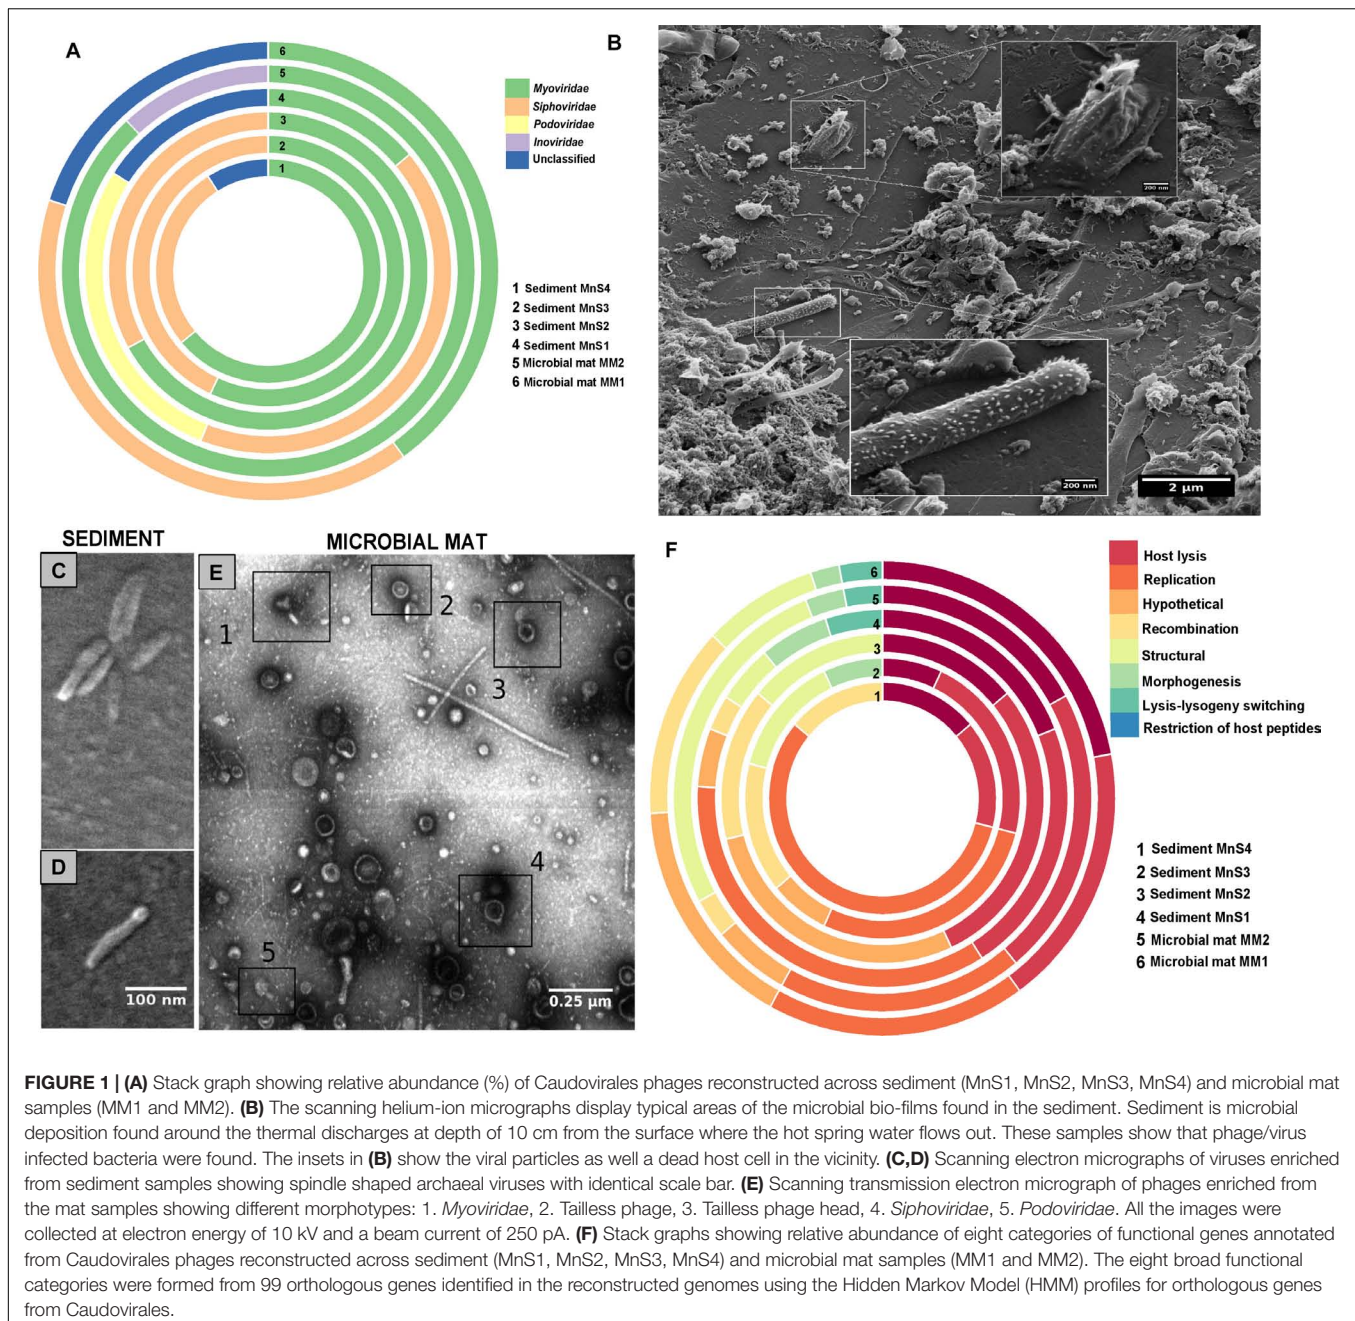 A
6
5
4
3
2
1
Myoviridae
Siphoviridae
Podoviridae
Inoviridae
Unclassified
1 Sediment MnS4
2 Sediment MnS3
3 Sediment MnS2
4 Sediment MnS1
5 Microbial mat MM2
6 Microbial mat MM1
B
200 nm
200 nm
2 μm
SEDIMENT
C
D
100 nm
MICROBIAL MAT
E
1
2
3
4
5
0.25 μm
F
6
5
4
3
2
1
Host lysis
Replication
Hypothetical
Recombination
Structural
Morphogenesis
Lysis-lysogeny switching
Restriction of host peptides
1 Sediment MnS4
2 Sediment MnS3
3 Sediment MnS2
4 Sediment MnS1
5 Microbial mat MM2
6 Microbial mat MM1
FIGURE 1 | (A) Stack graph showing relative abundance (%) of Caudovirales phages reconstructed across sediment (MnS1, MnS2, MnS3, MnS4) and microbial mat
samples (MM1 and MM2). (B) The scanning helium-ion micrographs display typical areas of the microbial bio-films found in the sediment. Sediment is microbial
deposition found around the thermal discharges at depth of 10 cm from the surface where the hot spring water flows out. These samples show that phage/virus
infected bacteria were found. The insets in (B) show the viral particles as well a dead host cell in the vicinity. (C,D) Scanning electron micrographs of viruses enriched
from sediment samples showing spindle shaped archaeal viruses with identical scale bar. (E) Scanning transmission electron micrograph of phages enriched from
the mat samples showing different morphotypes: 1. Myoviridae, 2. Tailless phage, 3. Tailless phage head, 4. Siphoviridae, 5. Podoviridae. All the images were
collected at electron energy of 10 kV and a beam current of 250 pA. (F) Stack graphs showing relative abundance of eight categories of functional genes annotated
from Caudovirales phages reconstructed across sediment (MnS1, MnS2, MnS3, MnS4) and microbial mat samples (MM1 and MM2). The eight broad functional
categories were formed from 99 orthologous genes identified in the reconstructed genomes using the Hidden Markov Model (HMM) profiles for orthologous genes
from Caudovirales.